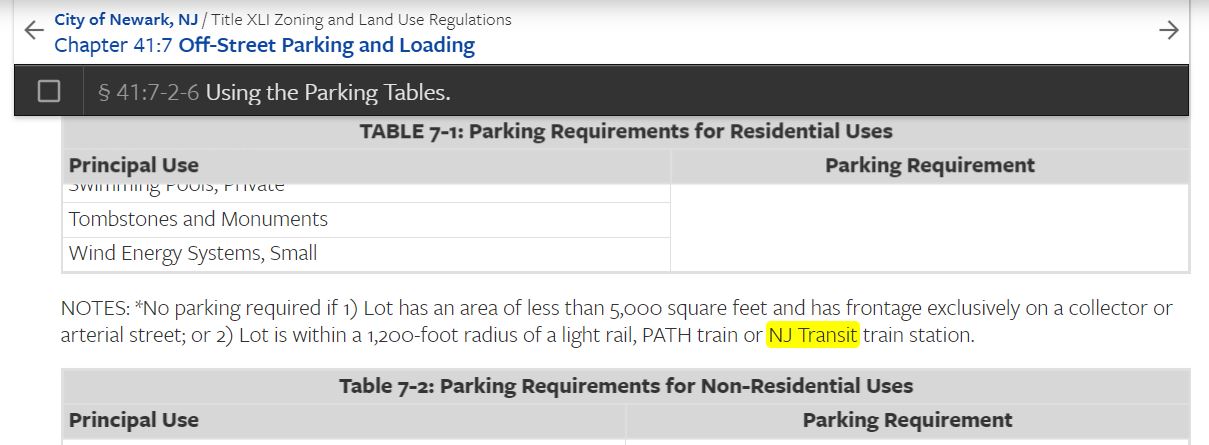 City of Newark, NJ / Title XLI Zoning and Land Use Regulations
Chapter 41:7 Off-Street Parking and Loading
§ 41:7-2-6 Using the Parking Tables.
TABLE 7-1: Parking Requirements for Residential Uses
Principal Use Parking Requirement
Swimming Pools, Private
Tombstones and Monuments
Wind Energy Systems, Small
NOTES: *No parking required if 1) Lot has an area of less than 5,000 square feet and has frontage exclusively on a collector or
arterial street; or 2) Lot is within a 1,200-foot radius of a light rail, PATH train or NJ Transit train station.
Table 7-2: Parking Requirements for Non-Residential Uses
Principal Use Parking Requirement